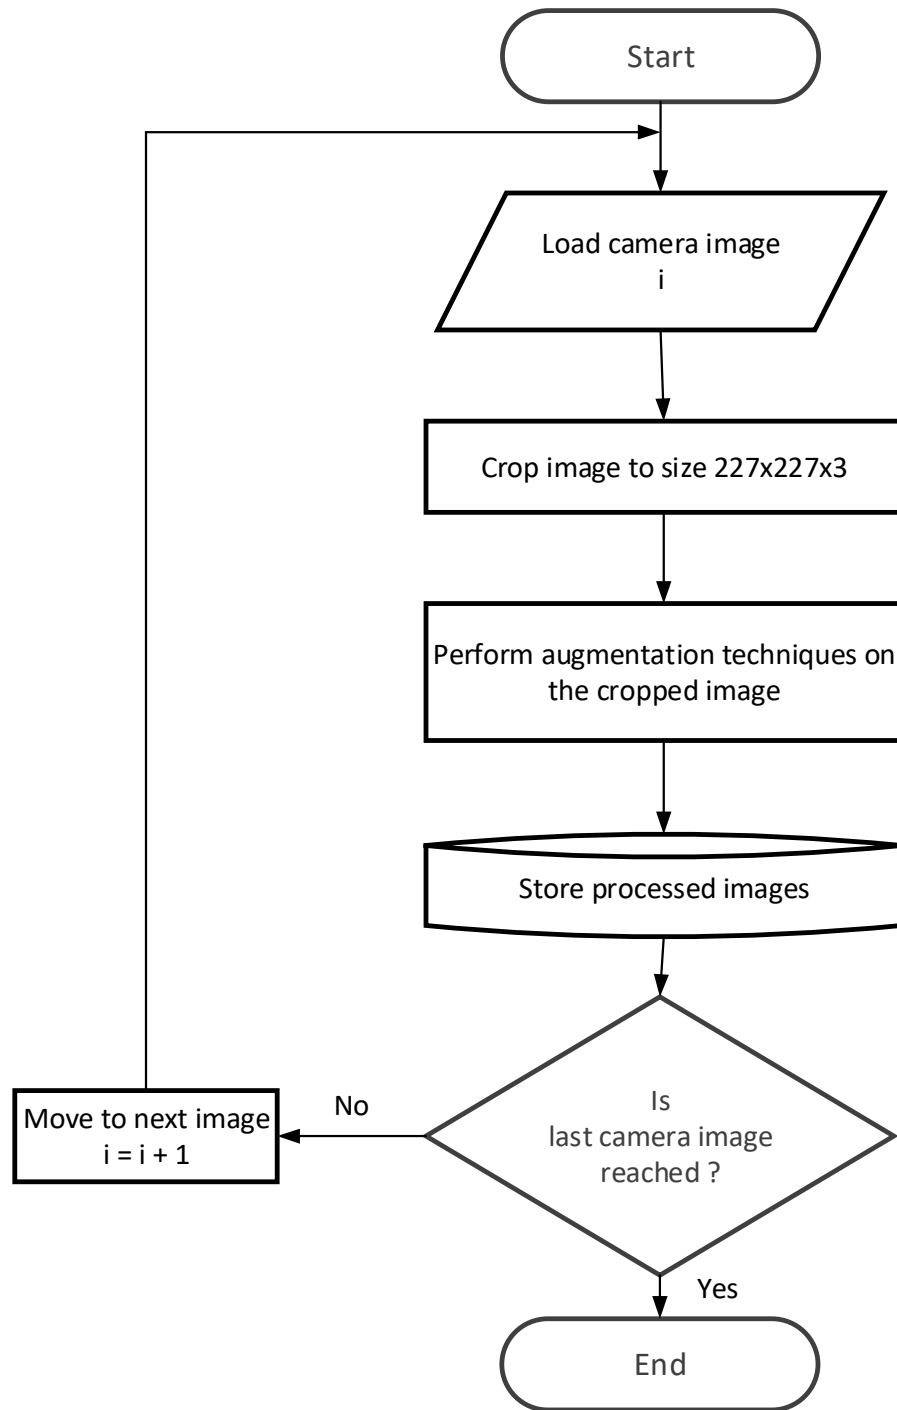 Start
Load camera image
i
Crop image to size 227x227x3
Perform augmentation techniques on
the cropped image
Store processed images
Is
last camera image
reached ?
No
Move to next image
i = i + 1
Yes
End